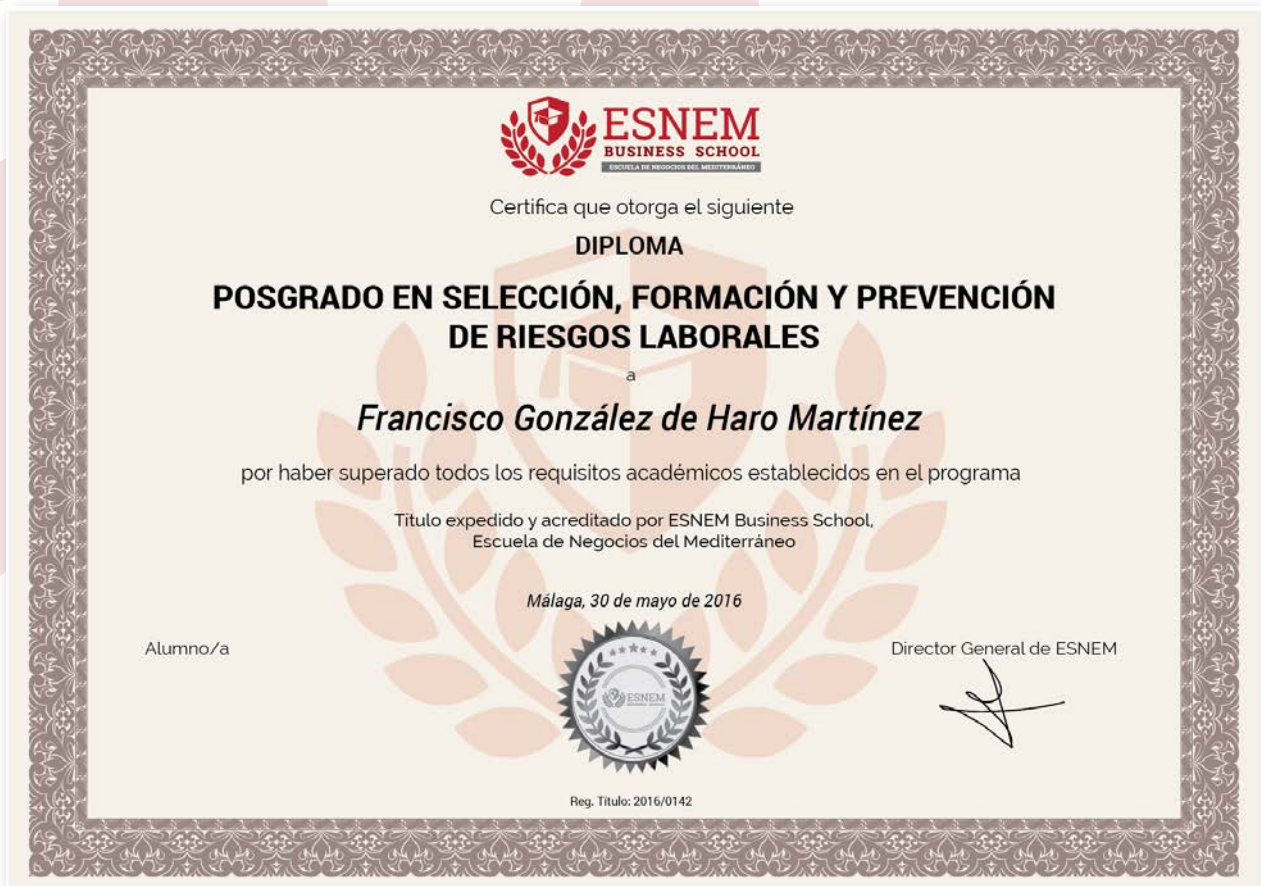 ESNEM
BUSINESS SCHOOL
ESCUELA DE NEGOCIOS DEL MEDITERRÁNEO
Certifica que otorga el siguiente
DIPLOMA
POSGRADO EN SELECCIÓN, FORMACIÓN Y PREVENCIÓN
DE RIESGOS LABORALES
a
Francisco González de Haro Martínez
por haber superado todos los requisitos académicos establecidos en el programa
Título expedido y acreditado por ESNEM Business School,
Escuela de Negocios del Mediterráneo
Málaga, 30 de mayo de 2016
Alumno/a
Director General de ESNEM
ESNEM
Reg. Título: 2016/0142